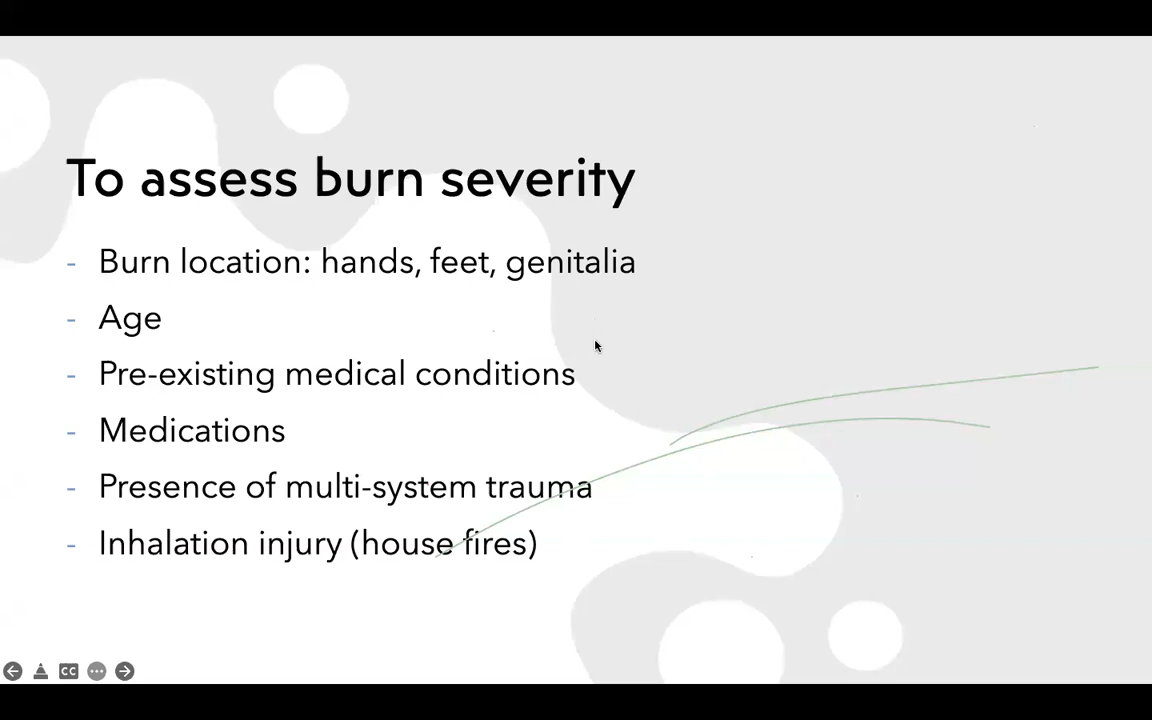 To assess burn severity
- Burn location: hands, feet, genitalia
- Age
- Pre-existing medical conditions
- Medications
- Presence of multi-system trauma
- Inhalation injury (house fires)
CC